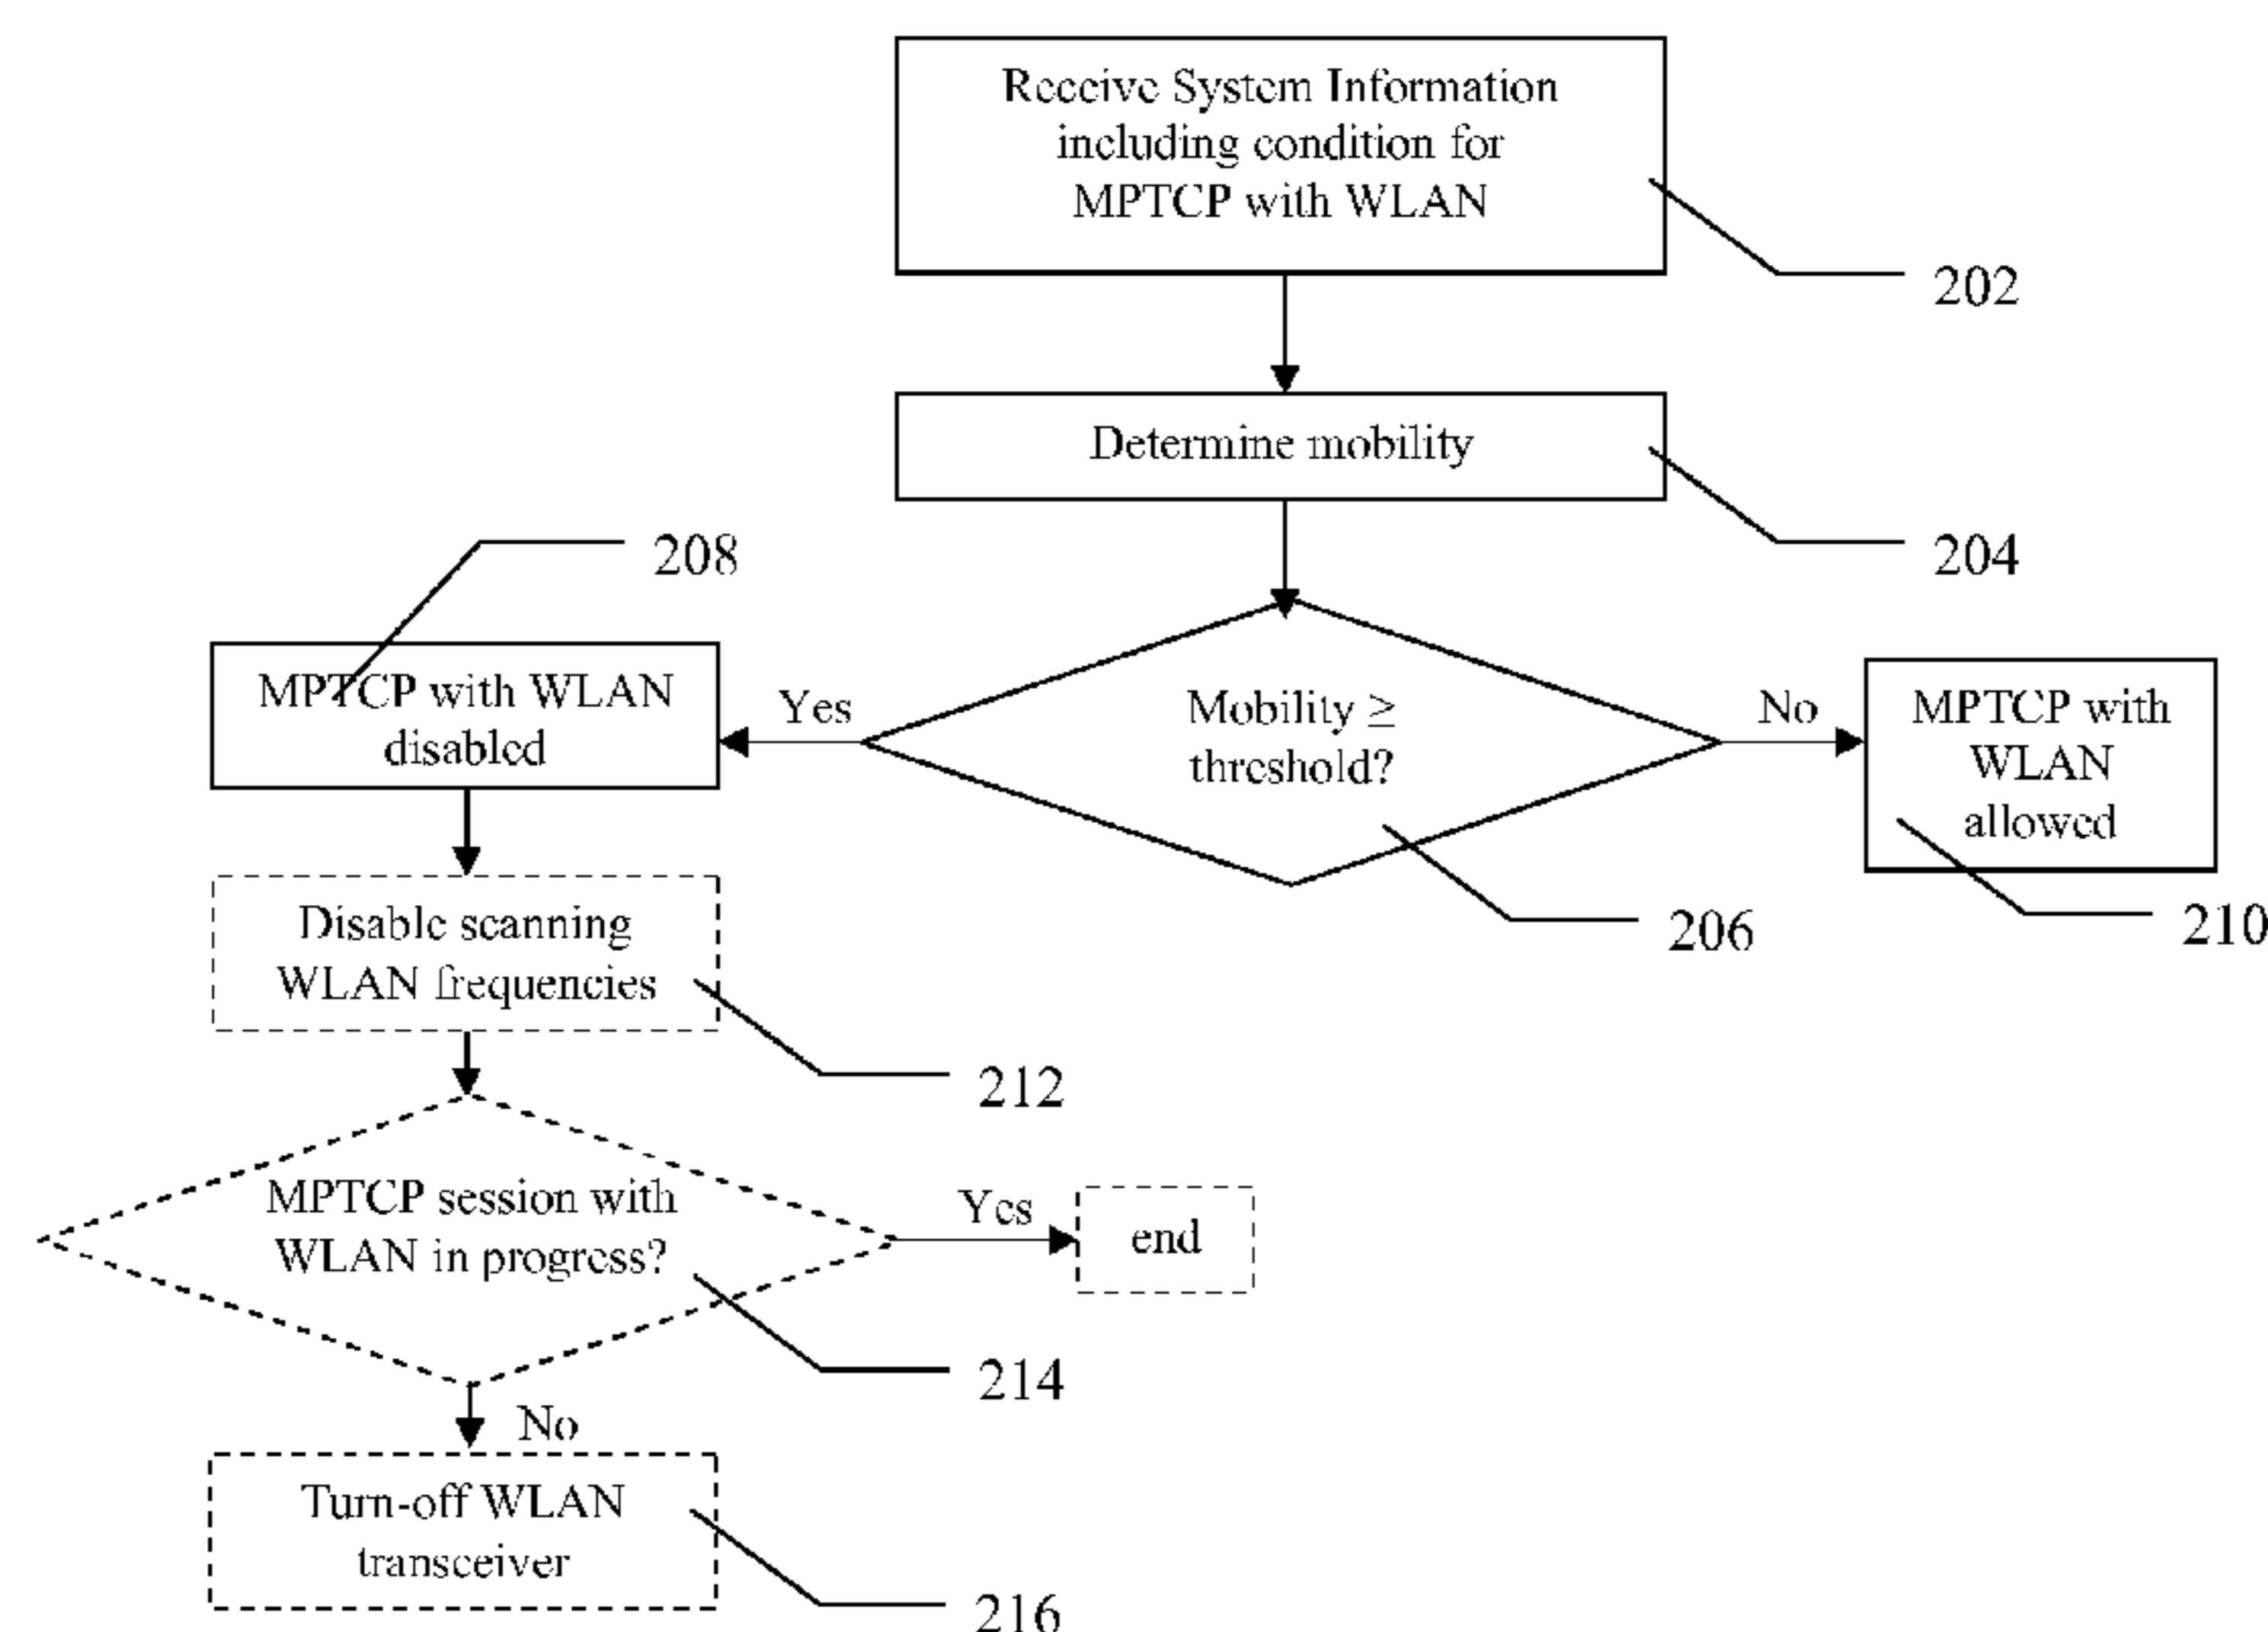 Receive System Information
including condition for
MPTCP with WLAN
202
Determine mobility
204
208
MPTCP with WLAN
disabled
Yes
Mobility ≥
threshold?
No
MPTCP with
WLAN
allowed
206
210
Disable scanning
WLAN frequencies
212
MPTCP session with
WLAN in progress?
Yes
end
214
No
Turn-off WLAN
transceiver
216